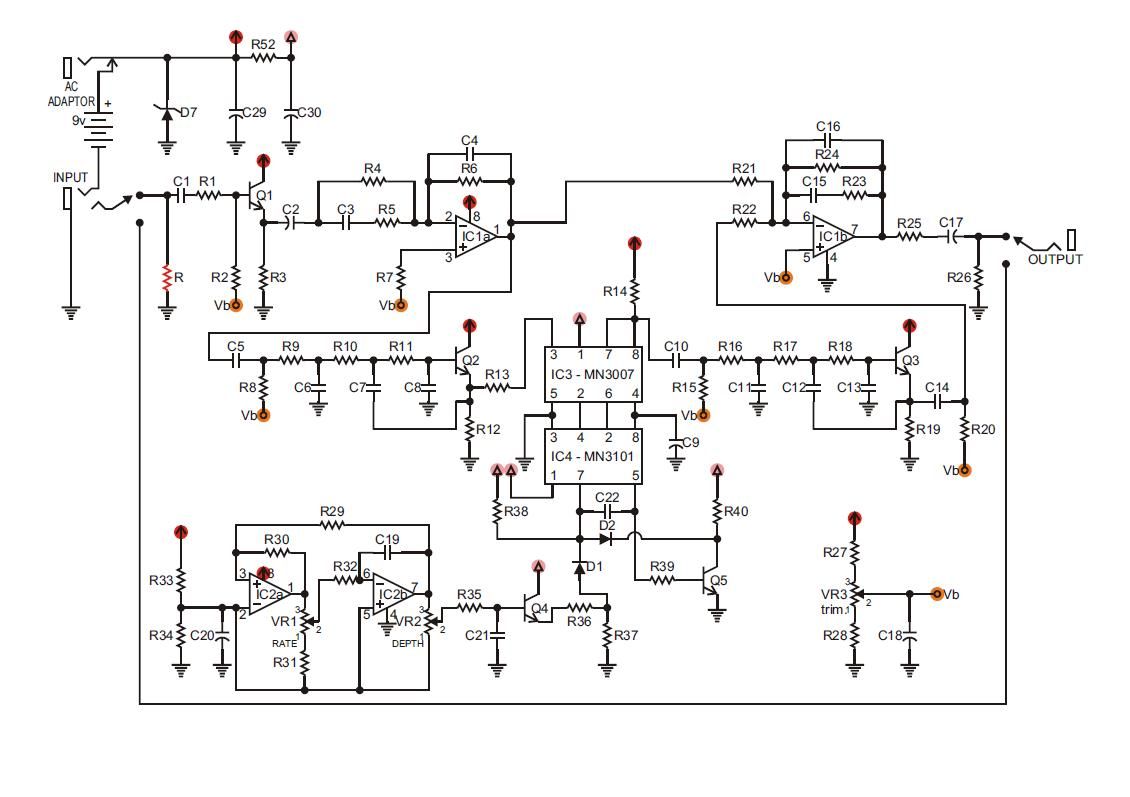 R52
AC
ADAPTOR
+
9v
D7
C29
C30
INPUT
C1
R1
Q1
C2
R4
C3
R5
C4
R6
2
8
IC1a
1
3
R
R2
R3
R7
Vb
Vb
R21
R22
C16
R24
C15
R23
6
7
IC1b
5
4
Vb
R25
C17
R26
OUTPUT
R14
C5
R9
R10
R11
Q2
R13
R8
C6
C7
C8
Vb
R12
3
1
7
8
IC3 - MN3007
5
2
6
4
3
4
2
8
IC4 - MN3101
1
7
5
C9
C10
R16
R17
R18
Q3
R15
C11
C12
C13
C14
Vb
R19
R20
Vb
R38
C22
D2
R40
D1
R39
Q5
R29
R30
C19
R33
3
8
IC2a
1
2
R32
6
IC2b
7
5
4
R34
C20
3
VR1
1
2
RATE
R31
3
VR2
1
2
DEPTH
R35
Q4
C21
R36
R37
R27
3
VR3
2
trim.
1
R28
Vb
C18